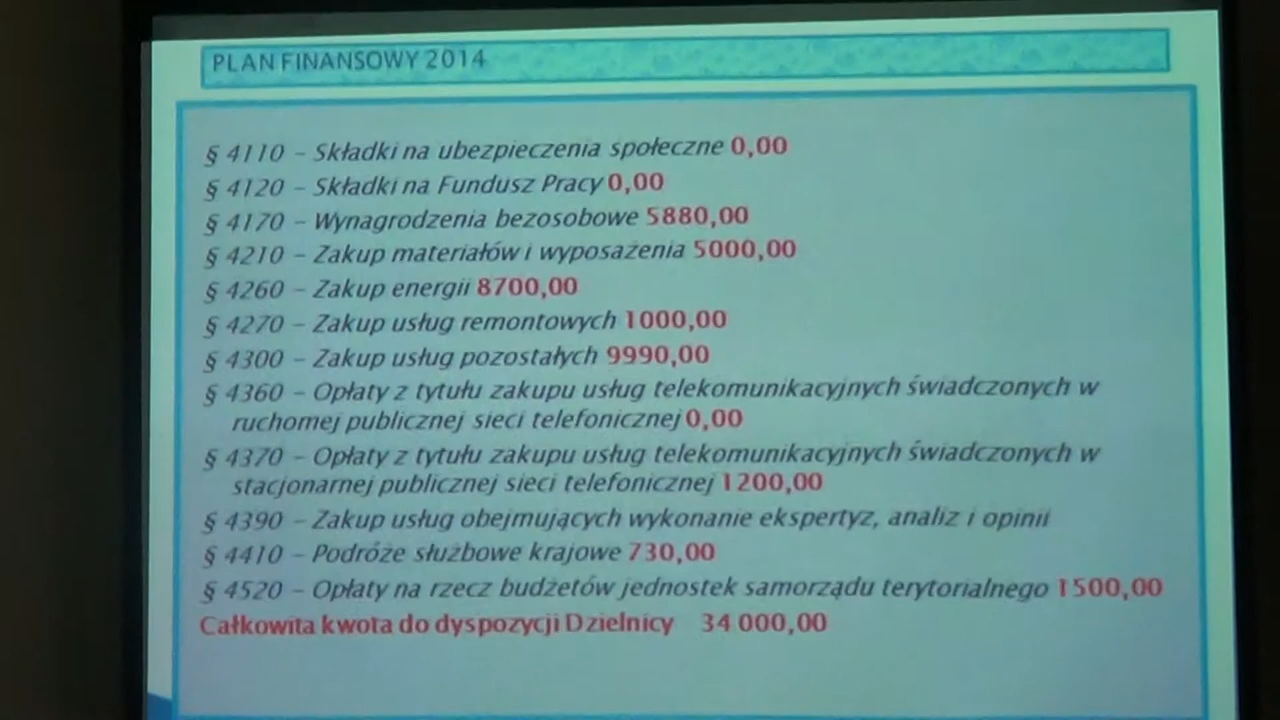 PLAN FINANSOWY 2014
§ 4110 – Składki na ubezpieczenia społeczne 0,00
§ 4120 – Składki na Fundusz Pracy 0,00
§ 4170 – Wynagrodzenia bezosobowe 5880,00
§ 4210 – Zakup materiałów i wyposażenia 5000,00
§ 4260 – Zakup energii 8700,00
§ 4270 – Zakup usług remontowych 1000,00
§ 4300 – Zakup usług pozostałych 9990,00
§ 4360 – Opłaty z tytułu zakupu usług telekomunikacyjnych świadczonych w
ruchomej publicznej sieci telefonicznej 0,00
§ 4370 – Opłaty z tytułu zakupu usług telekomunikacyjnych świadczonych w
stacjonarnej publicznej sieci telefonicznej 1200,00
§ 4390 – Zakup usług obejmujących wykonanie ekspertyz, analiz i opinii
§ 4410 – Podróże służbowe krajowe 730,00
§ 4520 – Opłaty na rzecz budżetów jednostek samorządu terytorialnego 1500,00
Całkowita kwota do dyspozycji Dzielnicy 34 000,00